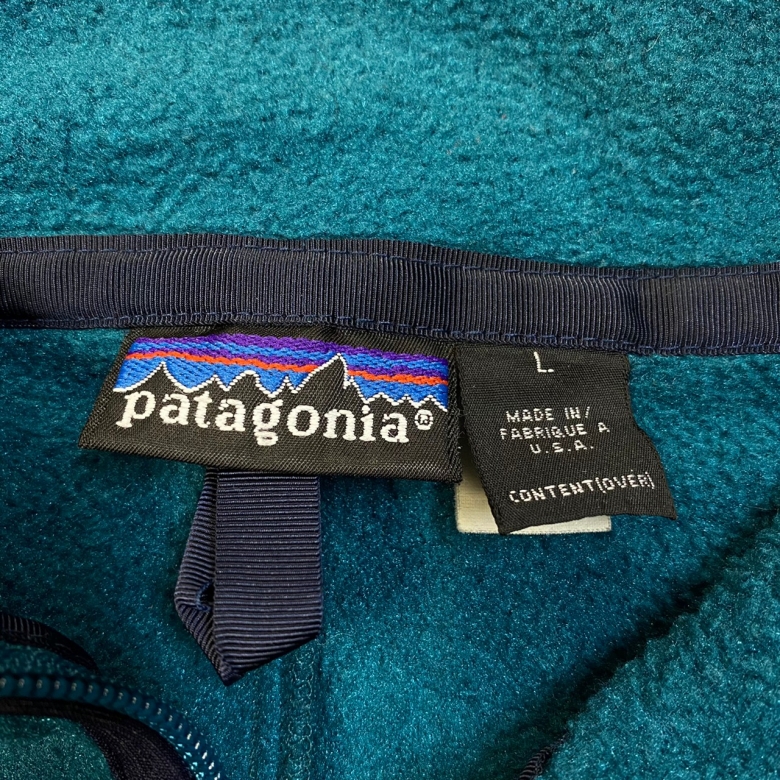 patagonia®
L.
MADE IN/
FABRIQUE A
U.S.A.
CONTENT(OVER)